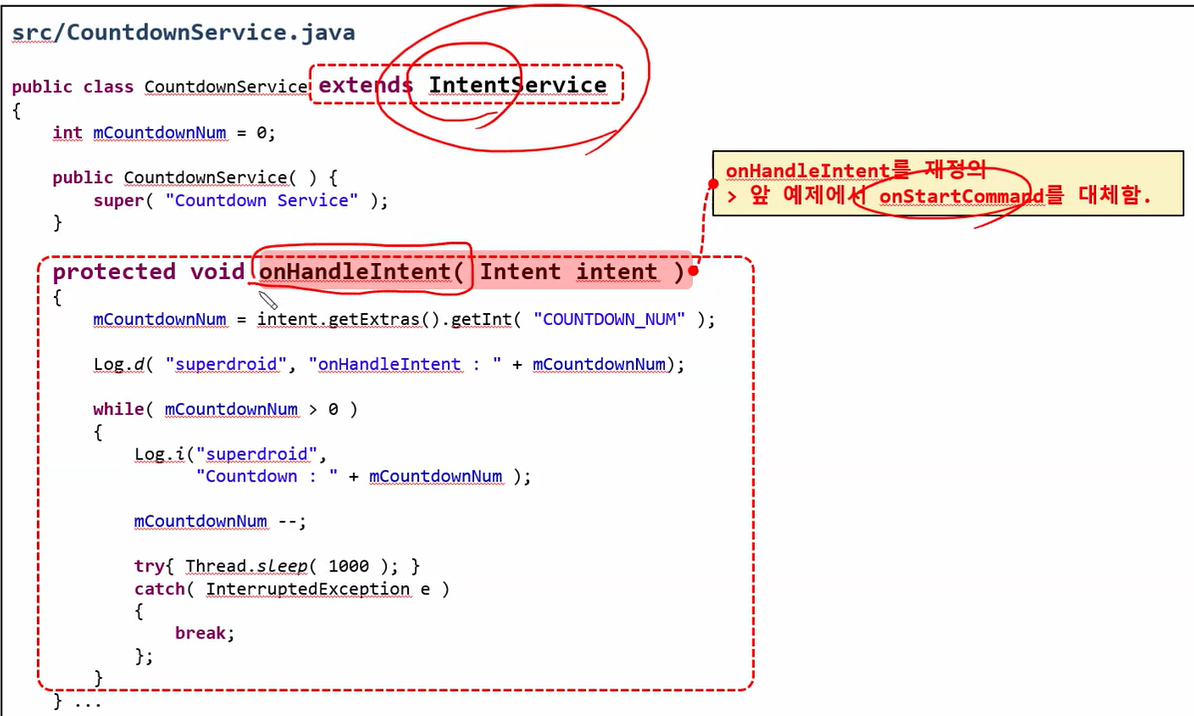 src/CountdownService.java
public class CountdownService extends IntentService
{
int mCountdownNum = 0;
public CountdownService( ) {
super( "Countdown Service" );
}
onHandleIntent를 재정의
> 앞 예제에서 onStartCommand를 대체함.
protected void onHandleIntent( Intent intent )
{
mCountdownNum = intent.getExtras().getInt( "COUNTDOWN_NUM" );
Log.d( "superdroid", "onHandleIntent : " + mCountdownNum);
while( mCountdownNum > 0 )
{
Log.i("superdroid",
"Countdown : " + mCountdownNum );
mCountdownNum --;
try{ Thread.sleep( 1000 ); }
catch( InterruptedException e )
{
break;
};
}
} ...